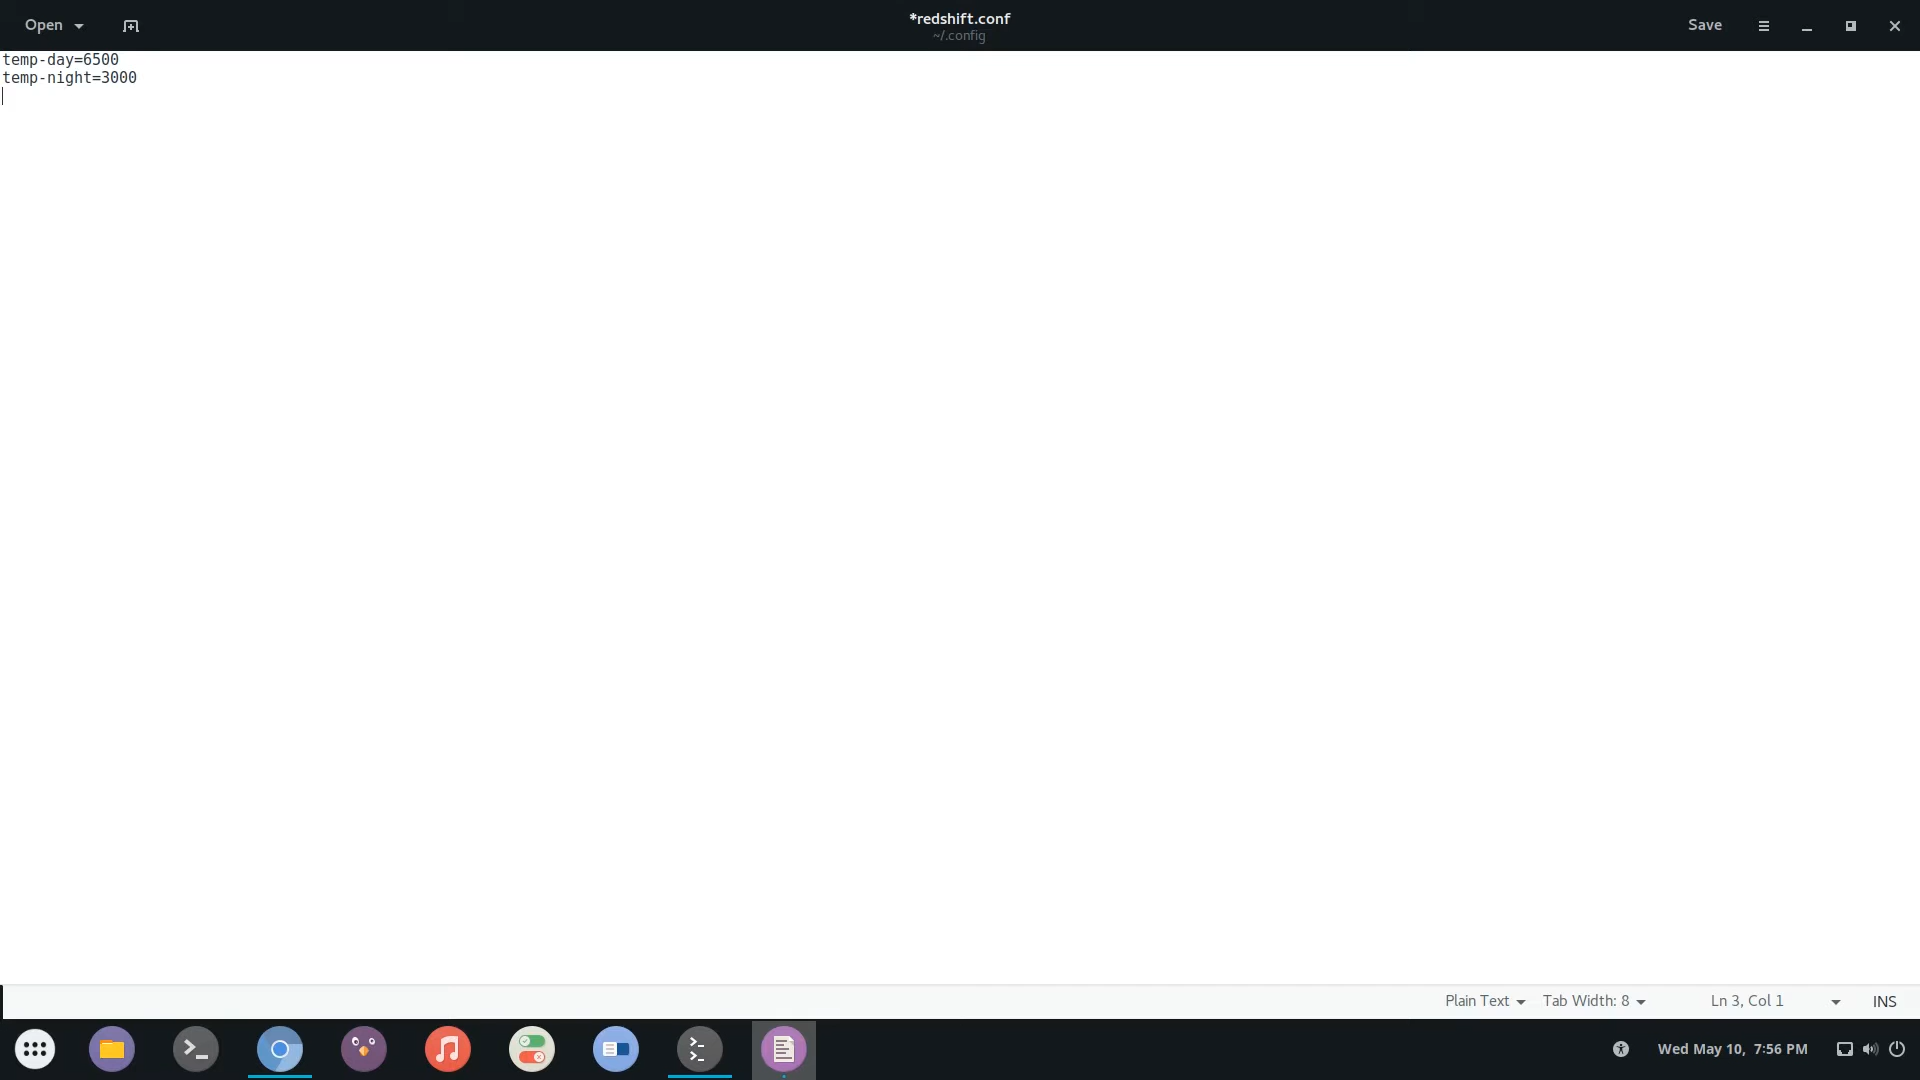 Open
*redshift.conf
~/.config
Save
temp-day=6500
temp-night=3000
Plain Text
Tab Width: 8
Ln 3, Col 1
INS
Wed May 10, 7:56 PM